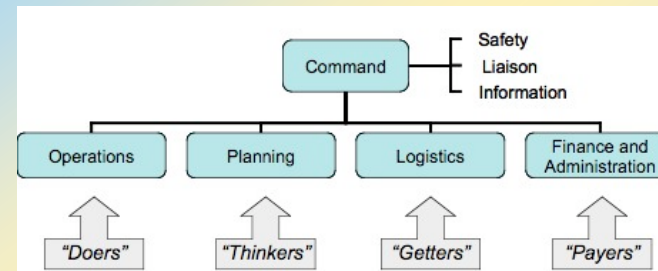 Command
Safety
Liaison
Information
Operations
Planning
Logistics
Finance and
Administration
“Doers”
“Thinkers”
“Getters”
“Payers”